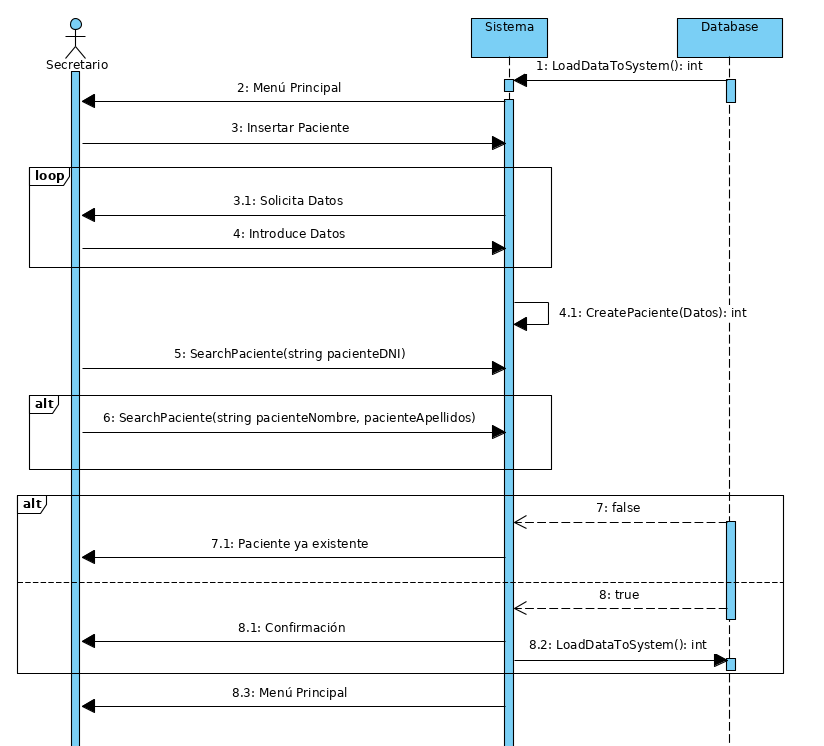 Sistema
Database
Secretario
1: LoadDataToSystem(): int
2: Menú Principal
3: Insertar Paciente
loop
3.1: Solicita Datos
4: Introduce Datos
4.1: CreatePaciente(Datos): int
5: SearchPaciente(string pacienteDNI)
alt
6: SearchPaciente(string pacienteNombre, pacienteApellidos)
alt
7: false
7.1: Paciente ya existente
8: true
8.1: Confirmación
8.2: LoadDataToSystem(): int
8.3: Menú Principal